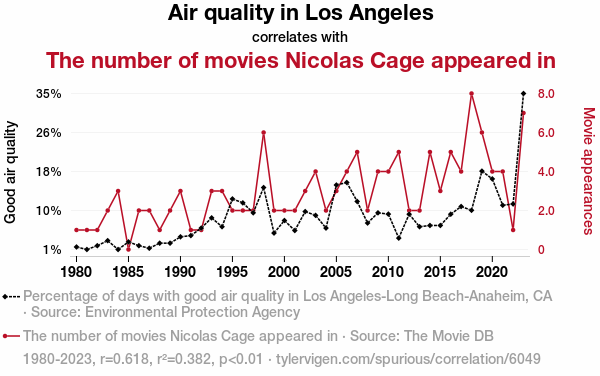 Air quality in Los Angeles
correlates with
The number of movies Nicolas Cage appeared in
35%
26%
18%
10%
1%
Good air quality
8.0
6.0
4.0
2.0
0
Movie appearances
1980 1985 1990 1995 2000 2005 2010 2015 2020
Percentage of days with good air quality in Los Angeles-Long Beach-Anaheim, CA
· Source: Environmental Protection Agency
The number of movies Nicolas Cage appeared in · Source: The Movie DB
1980-2023, r=0.618, r²=0.382, p<0.01 · tylervigen.com/spurious/correlation/6049